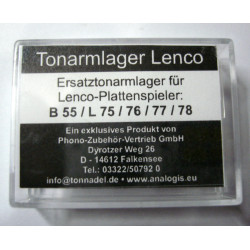 Tonarmlager Lenco
Ersatztonarmlager für
Lenco-Plattenspieler:
B 55 / L 75 / 76 / 77 / 78
Ein exklusives Produkt von
Phono-Zubehör-Vertrieb GmbH
Dyrotzer Weg 26
D - 14612 Falkensee
Tel.: 03322/50792 0
info@tonnadel.de • www.analogis.eu